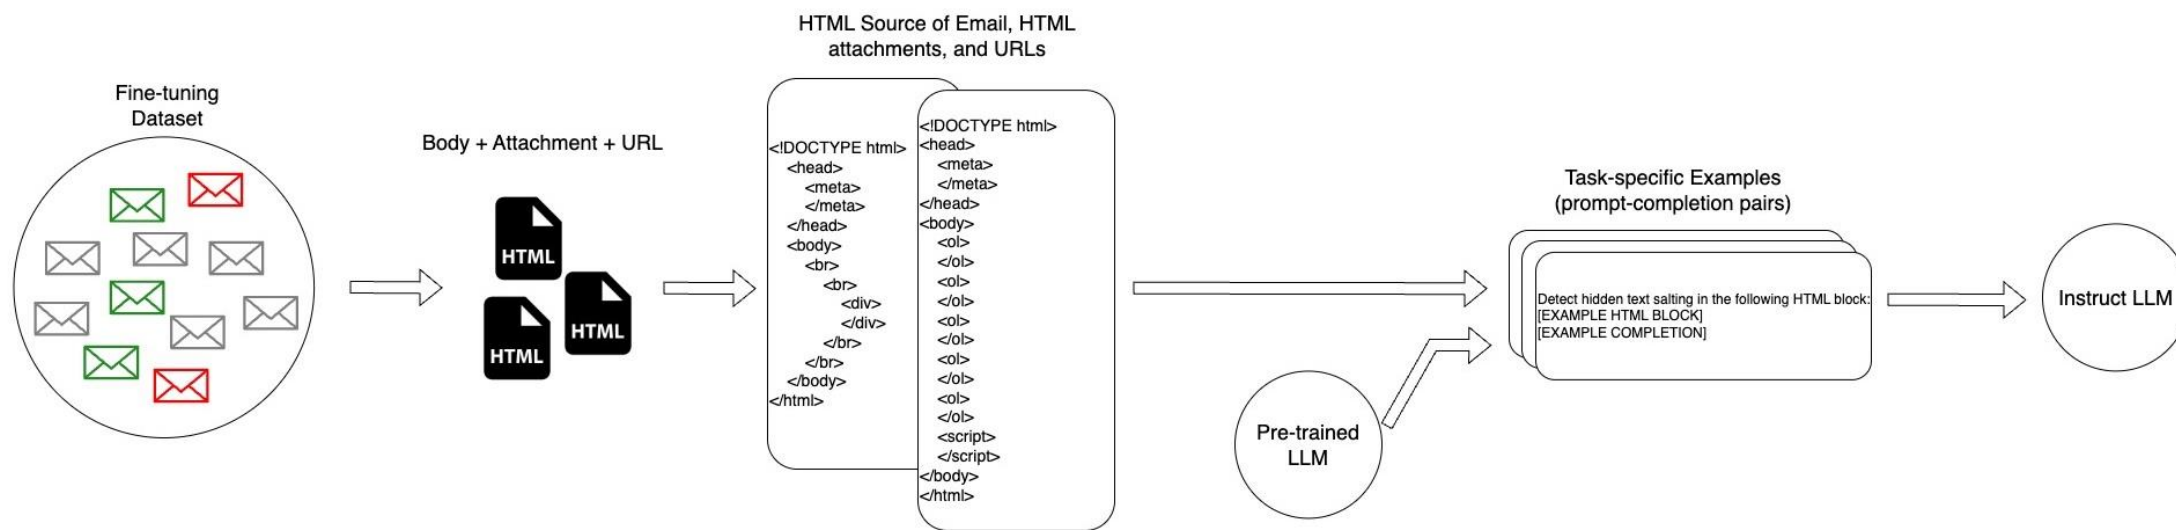 Fine-tuning
Dataset
Body + Attachment + URL
HTML
HTML
HTML
HTML Source of Email, HTML
attachments, and URLs
<!DOCTYPE html>
<head>
<meta>
</meta>
</head>
<body>
<br>
<br>
<div>
</div>
</br>
</br>
</body>
</html>
<!DOCTYPE html>
<head>
<meta>
</meta>
</head>
<body>
<ol>
</ol>
<ol>
</ol>
<ol>
</ol>
<ol>
</ol>
<ol>
</ol>
<script>
</script>
</body>
</html>
Pre-trained
LLM
Task-specific Examples
(prompt-completion pairs)
Detect hidden text salting in the following HTML block:
[EXAMPLE HTML BLOCK]
[EXAMPLE COMPLETION]
Instruct LLM